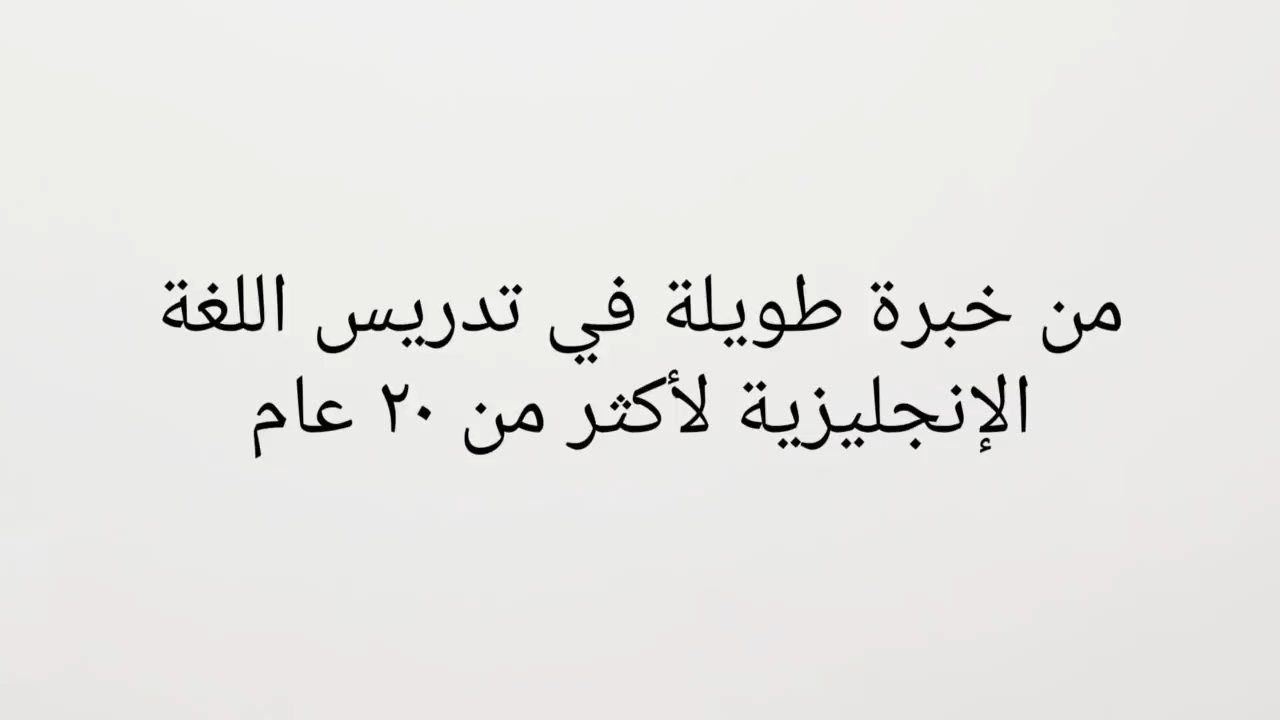 من خبرة طويلة في تدريس اللغة
الإنجليزية لأكثر من ٢٠ عام